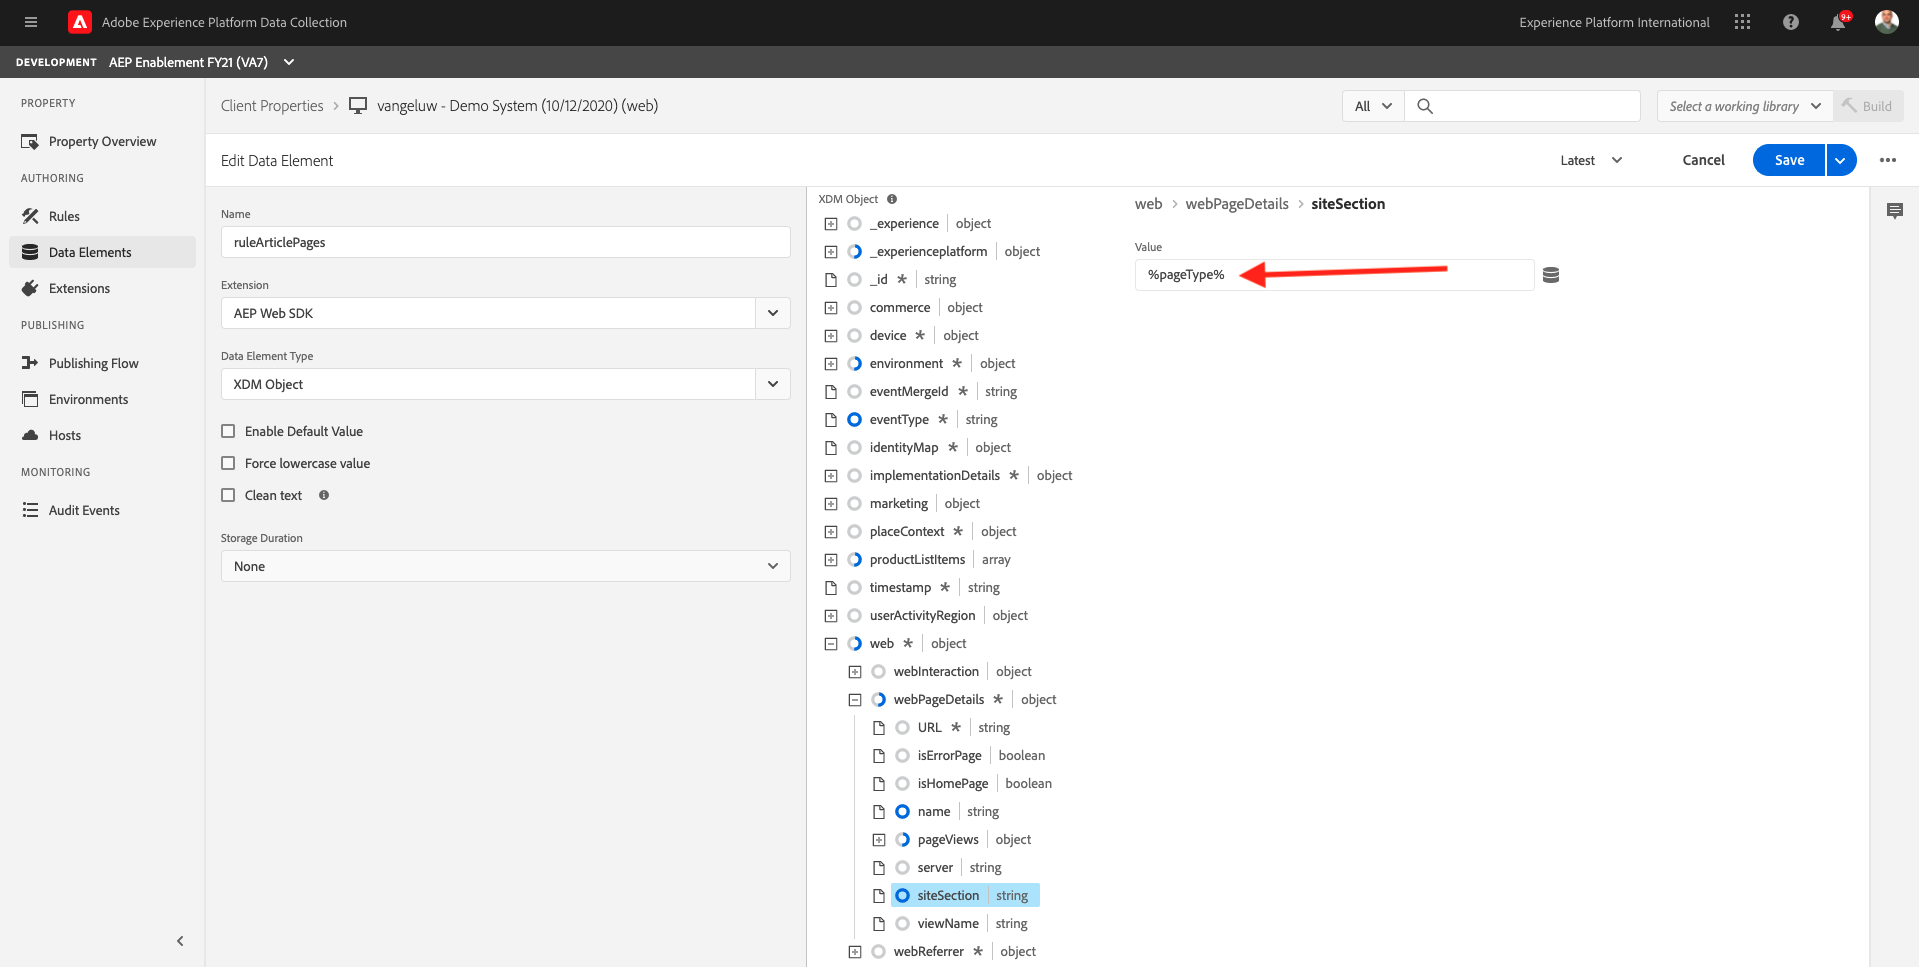 Adobe Experience Platform Data Collection
Experience Platform International
9+
DEVELOPMENT AEP Enablement FY21 (VA7)
PROPERTY
Property Overview
AUTHORING
Rules
Data Elements
Extensions
PUBLISHING
Publishing Flow
Environments
Hosts
MONITORING
Audit Events
Client Properties > vangeluw - Demo System (10/12/2020) (web)
All
Select a working library
Build
Edit Data Element
Latest
Cancel
Save
Name
ruleArticlePages
Extension
AEP Web SDK
Data Element Type
XDM Object
Enable Default Value
Force lowercase value
Clean text
Storage Duration
None
XDM Object
_experience | object
_experienceplatform | object
_id * | string
commerce | object
device * | object
environment * | object
eventMergeId * | string
eventType * | string
identityMap * | object
implementationDetails * | object
marketing | object
placeContext * | object
productListItems | array
timestamp * | string
userActivityRegion | object
web * | object
webInteraction | object
webPageDetails * | object
URL * | string
isErrorPage | boolean
isHomePage | boolean
name | string
pageViews | object
server | string
siteSection | string
viewName | string
webReferrer * | object
web > webPageDetails > siteSection
Value
%pageType%